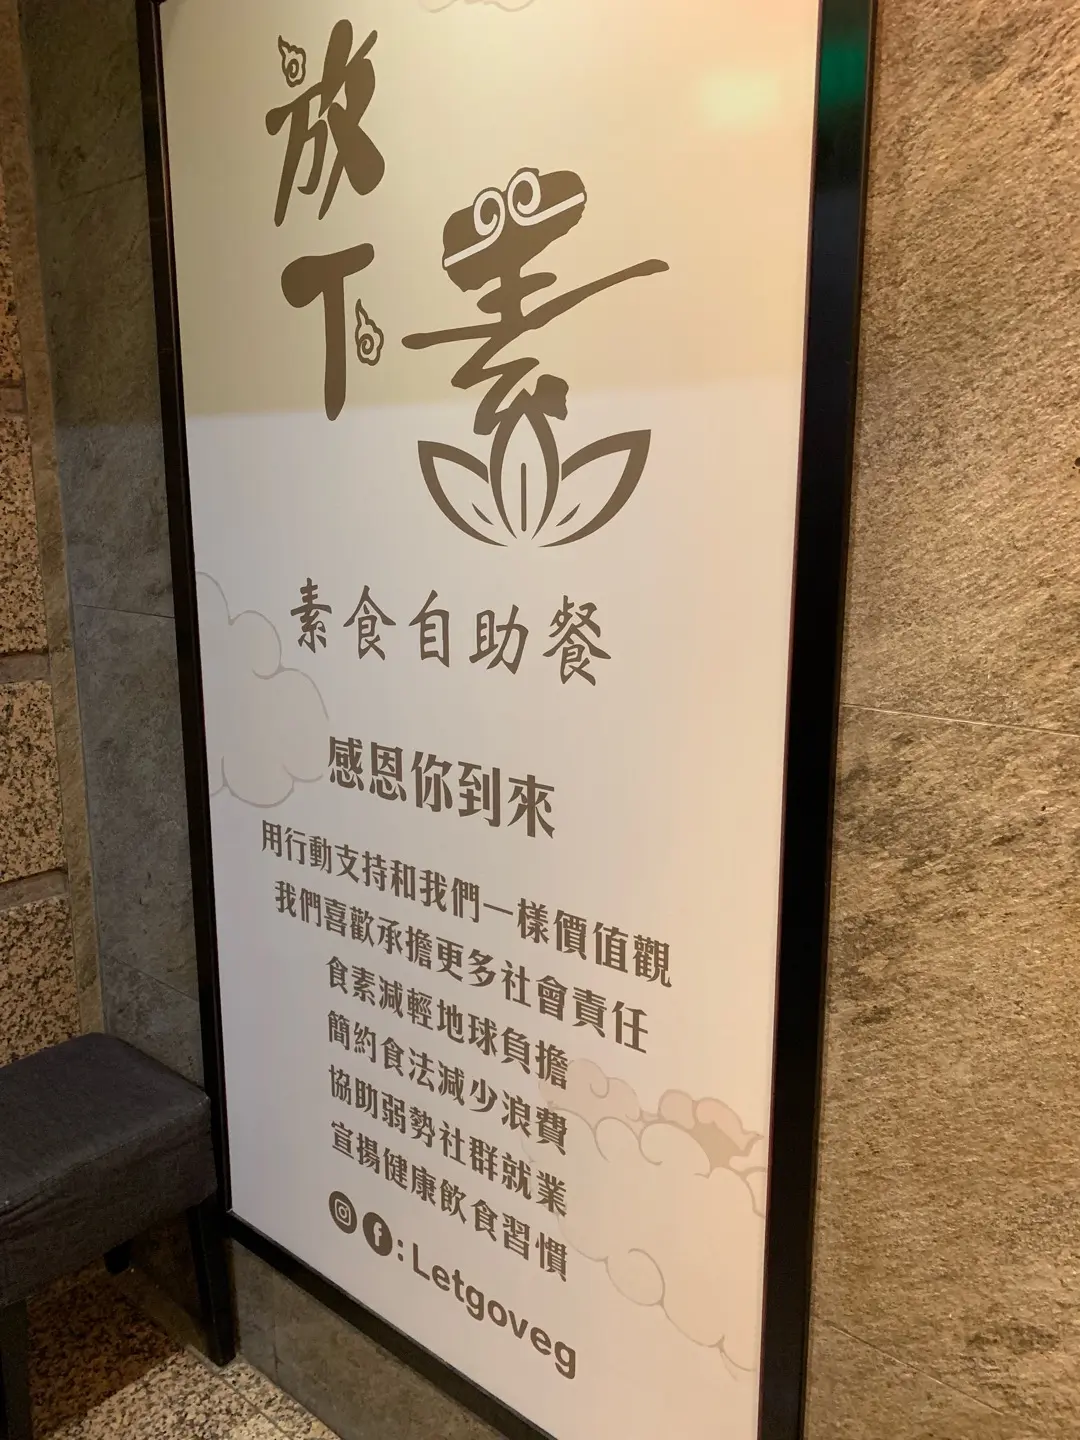 放下
素
素食自助餐
感恩你到來
用行動支持和我們一樣價值觀
我們喜歡承擔更多社會責任
食素減輕地球負擔
簡約食法減少浪費
協助弱勢社群就業
宣揚健康飲食習慣
: Letgoveg